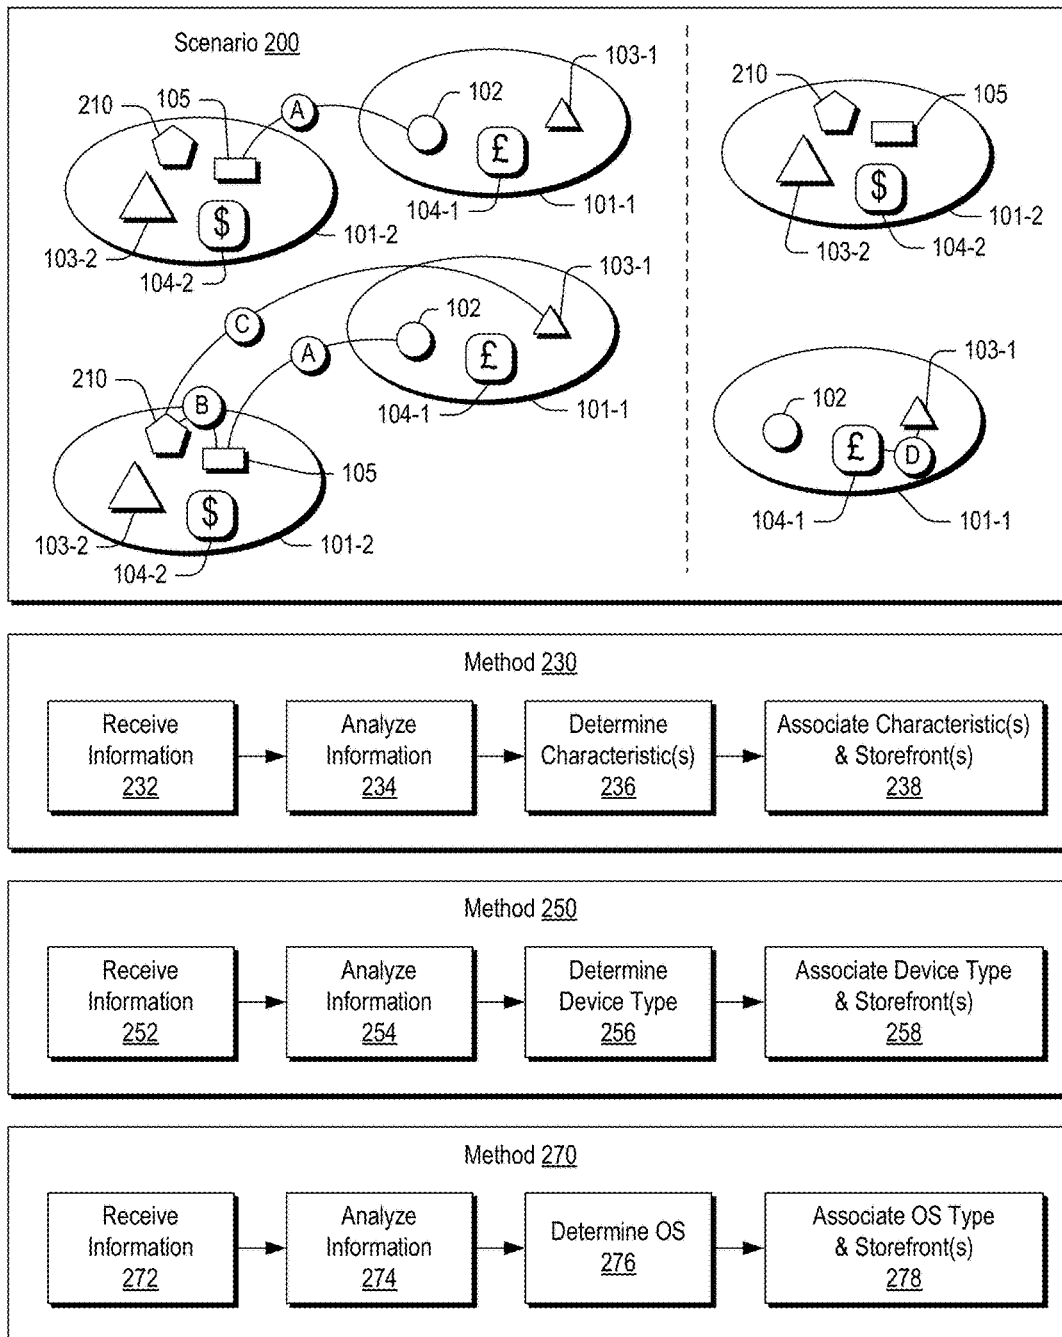 Scenario 200
103-1
105
102
210
A
£
$
104-1
101-1
101-2
103-2
104-2
210
105
$
101-2
103-2
104-2
C
103-1
102
A
£
210
B
104-1
101-1
105
$
103-2
101-2
104-2
103-1
102
£
D
104-1
101-1
Method 230
Receive
Information
232
Analyze
Information
234
Determine
Characteristic(s)
236
Associate Characteristic(s)
& Storefront(s)
238
Method 250
Receive
Information
252
Analyze
Information
254
Determine
Device Type
256
Associate Device Type
& Storefront(s)
258
Method 270
Receive
Information
272
Analyze
Information
274
Determine OS
276
Associate OS Type
& Storefront(s)
278